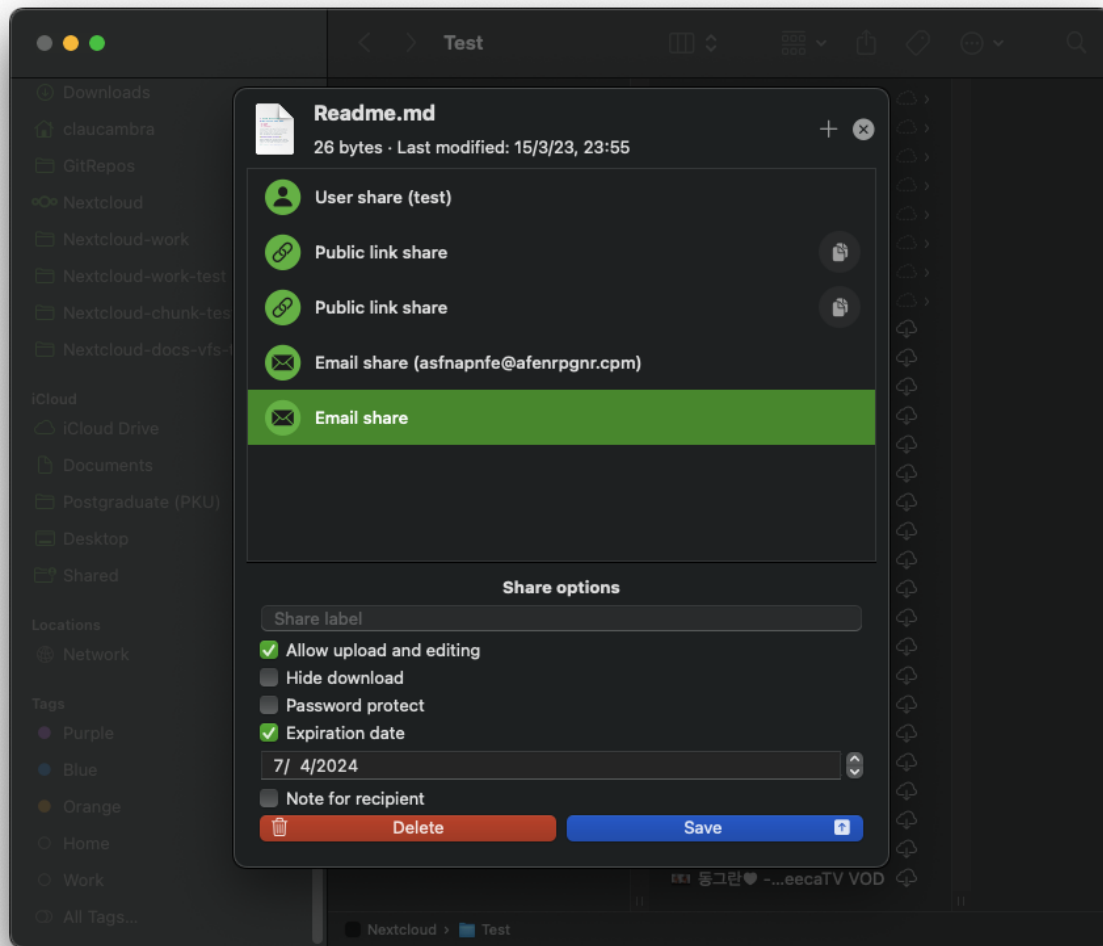 Test
Downloads
claucambra
GitRepos
Nextcloud
Nextcloud-work
Nextcloud-work-test
Nextcloud-chunk-tes
Nextcloud-docs-vfs-t
iCloud
iCloud Drive
Documents
Postgraduate (PKU)
Desktop
Shared
Locations
Network
Tags
Purple
Blue
Orange
Home
Work
All Tags...
Readme.md
26 bytes · Last modified: 15/3/23, 23:55
User share (test)
Public link share
Public link share
Email share (asfnapnfe@afenrpgnr.cpm)
Email share
Share options
Share label
Allow upload and editing
Hide download
Password protect
Expiration date
7/ 4/2024
Note for recipient
Delete
Save
동그란♥ -...eecaTV VOD
Nextcloud › Test